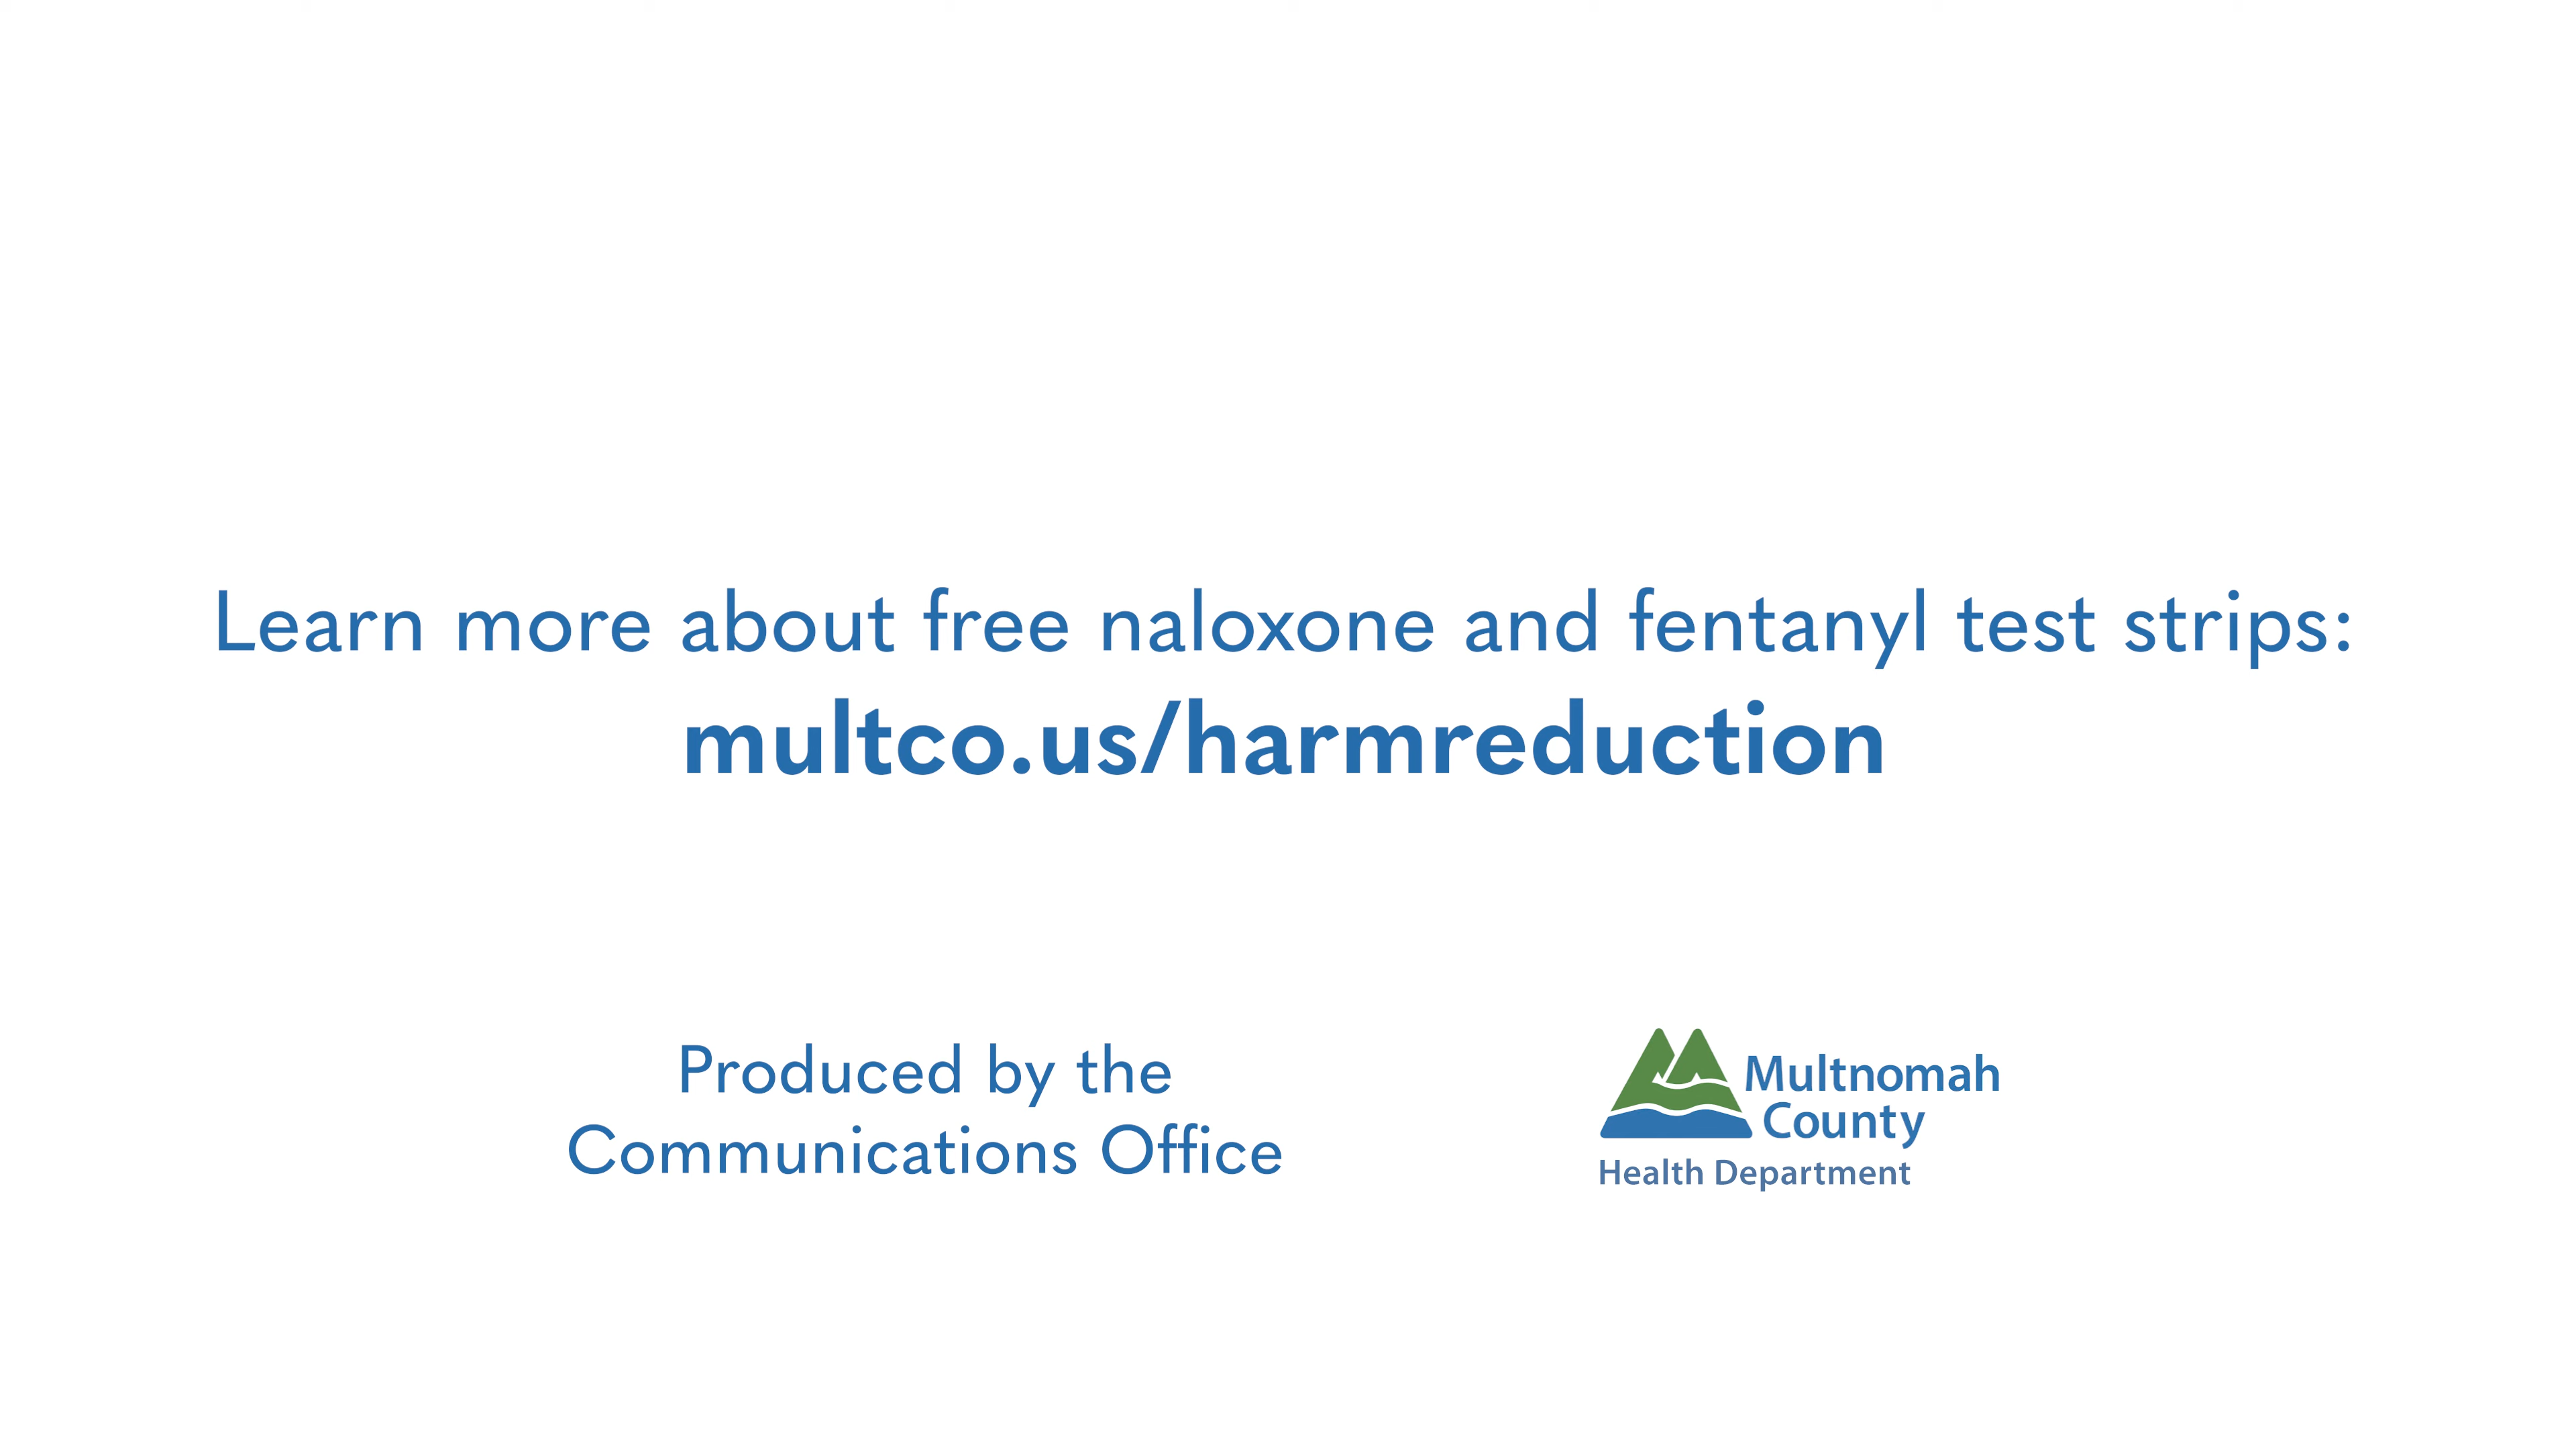 Learn more about free naloxone and fentanyl test strips:
multco.us/harmreduction
Produced by the
Communications Office
Multnomah
County
Health Department